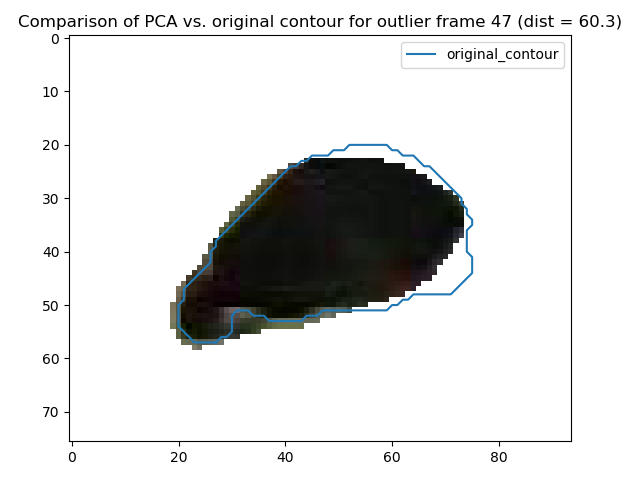 Comparison of PCA vs. original contour for outlier frame 47 (dist = 60.3)
original_contour
0
10
20
30
40
50
60
70
0 20 40 60 80